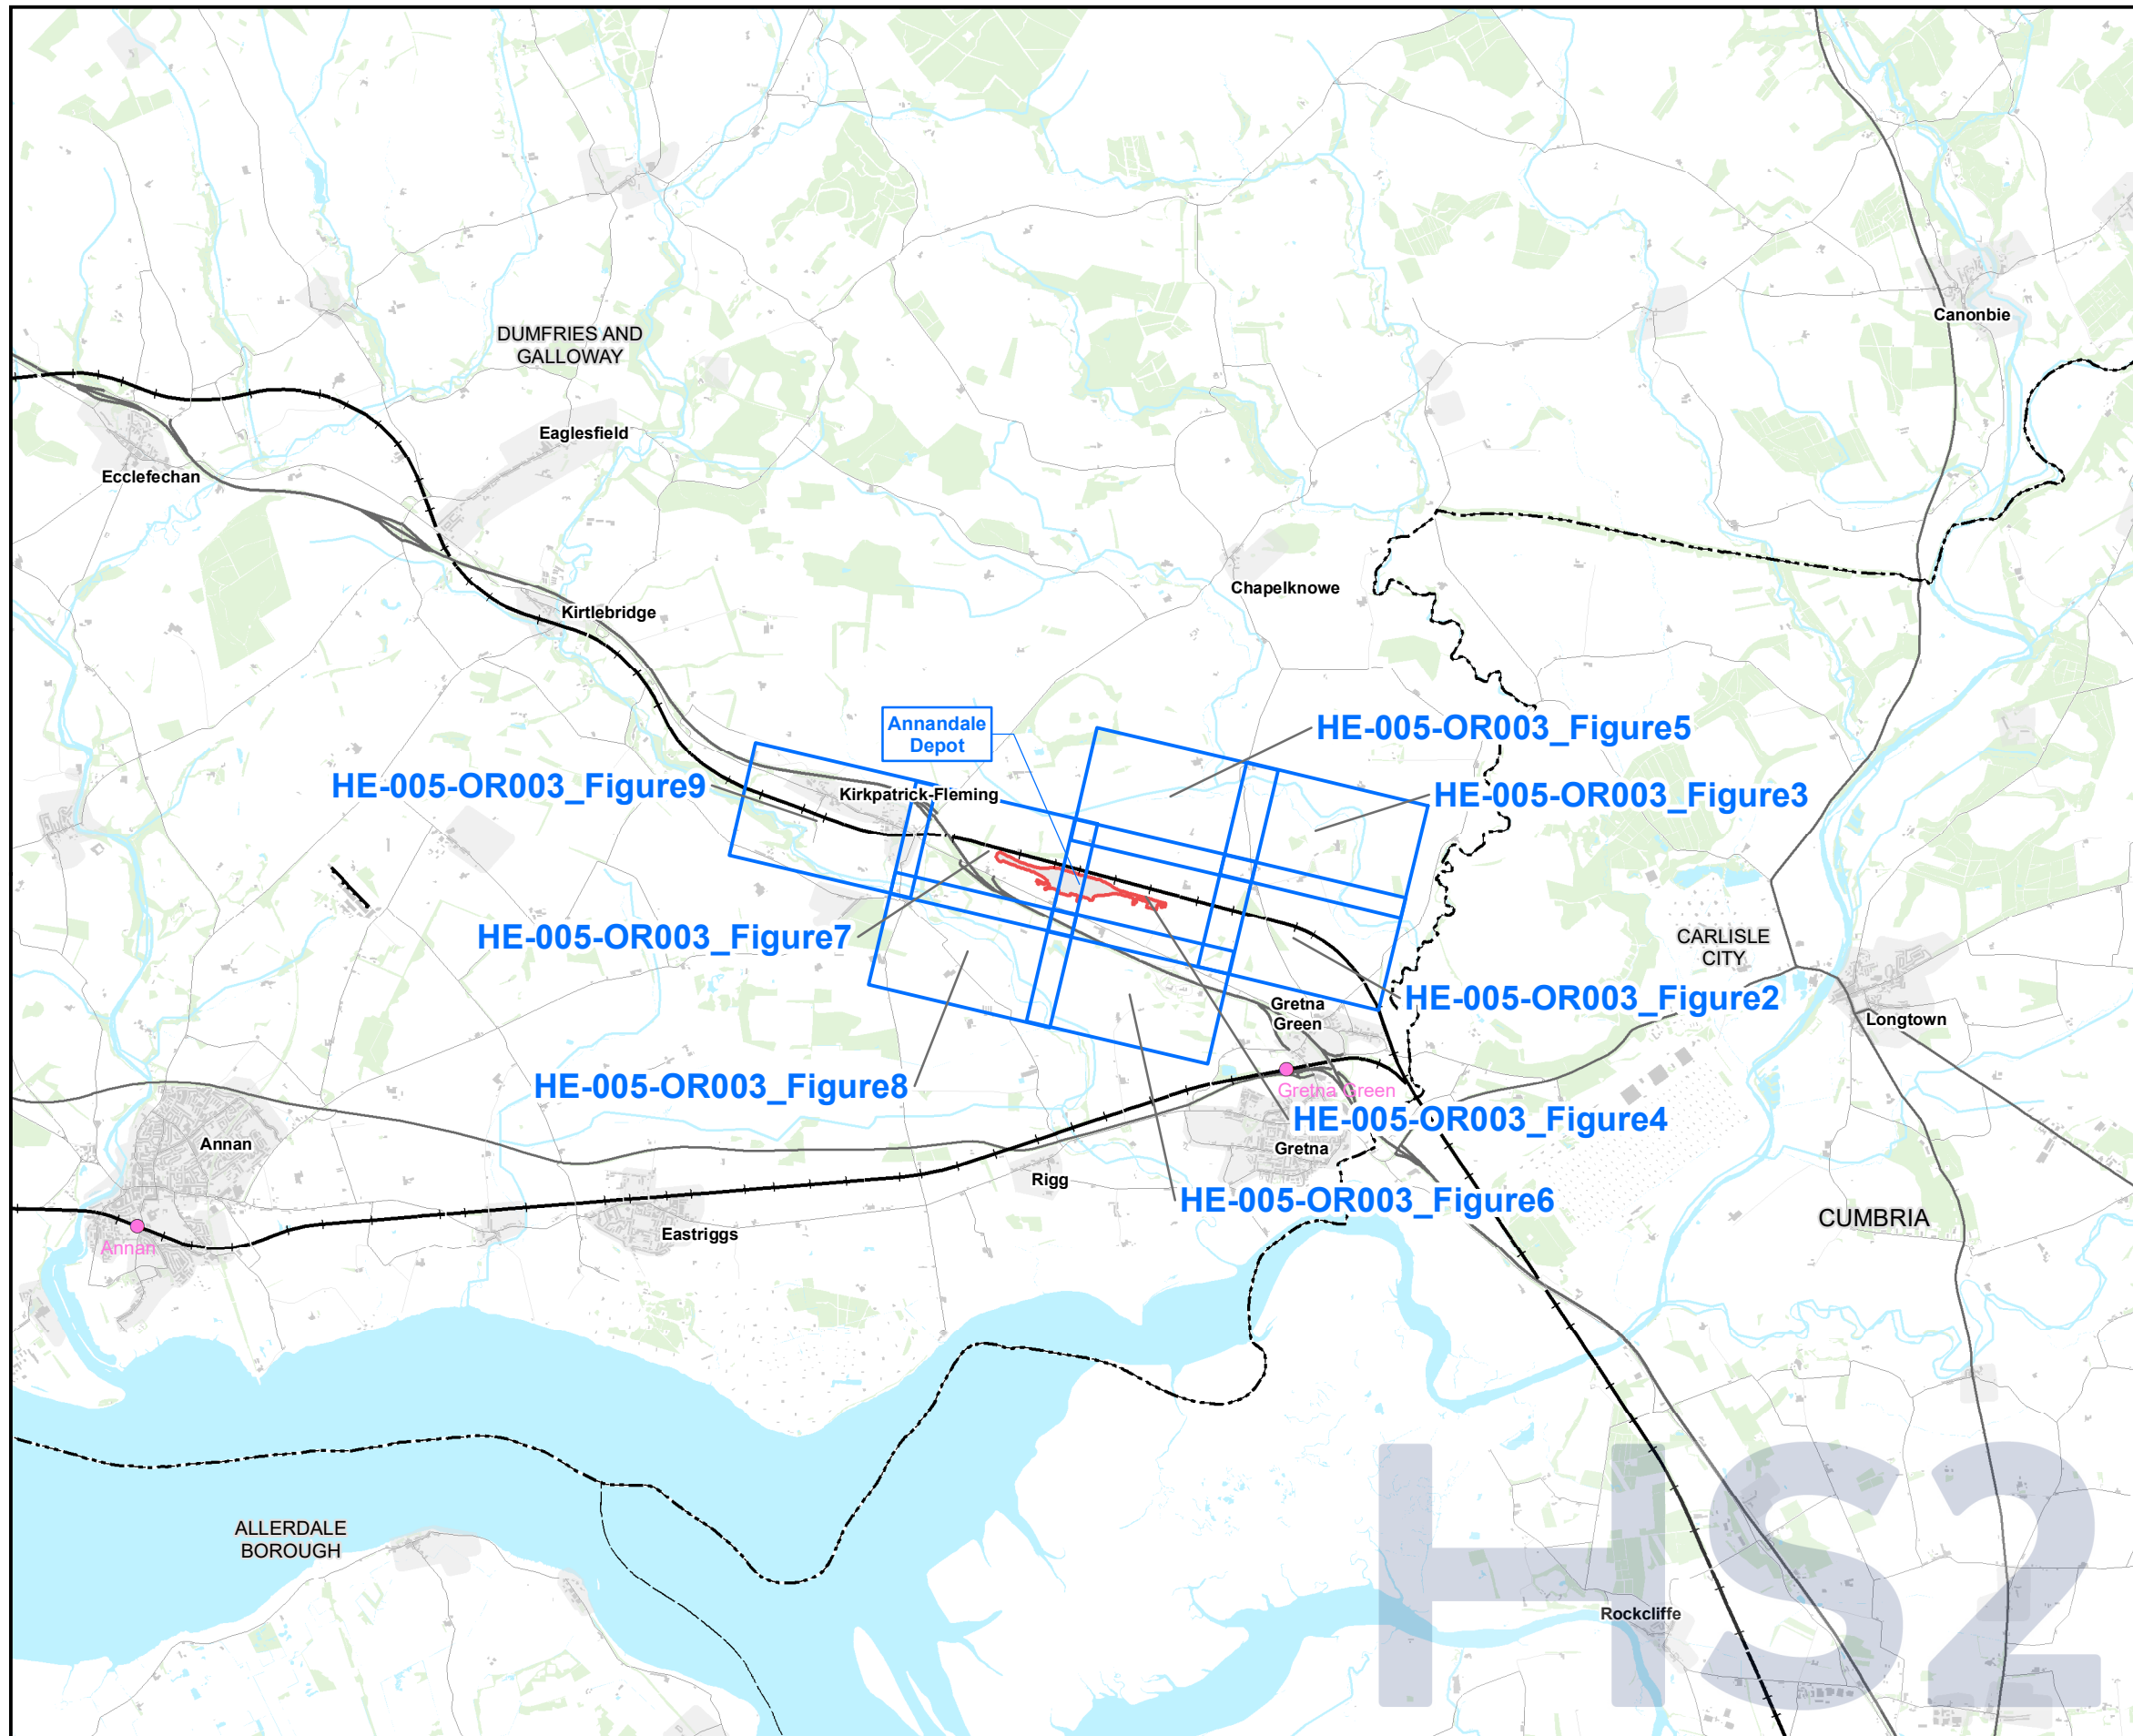 Canonbie
DUMFRIES AND
GALLOWAY
Eaglesfield
Ecclefechan
Chapelknowe
Kirtlebridge
Annandale
Depot
HE-005-OR003_Figure5
HE-005-OR003_Figure9
Kirkpatrick-Fleming
HE-005-OR003_Figure3
HE-005-OR003_Figure7
CARLISLE
CITY
HE-005-OR003_Figure2
Gretna
Green
Longtown
HE-005-OR003_Figure8
Gretna Green
HE-005-OR003_Figure4
Annan
Gretna
Rigg
HE-005-OR003_Figure6
CUMBRIA
Eastriggs
Annan
ALLERDALE
BOROUGH
HS2
Rockcliffe